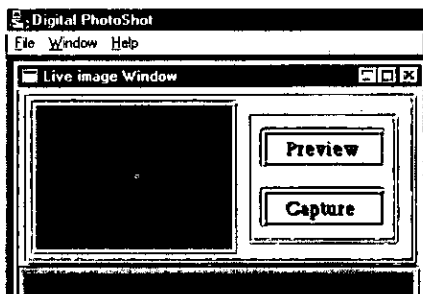 Digital PhotoShot
File Window Help
Live image Window
Preview
Capture